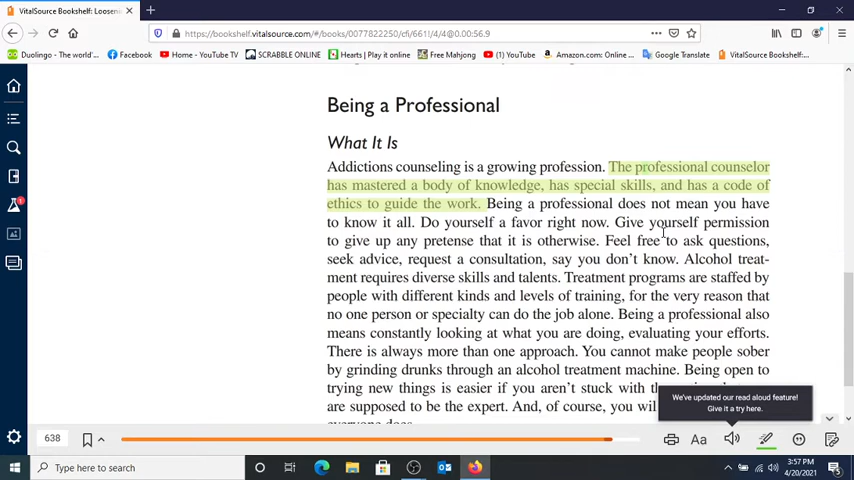 VitalSource Bookshelf: Looseni
https://bookshelf.vitalsource.com/#/books/0077822250/cfi/661!/4/4@0.00:56.9
Duolingo - The world'... Facebook Home - YouTube TV SCRABBLE ONLINE Hearts | Play it online Free Mahjong (1) YouTube Amazon.com: Online ... Google Translate VitalSource Bookshelf:...
Being a Professional
What It Is
Addictions counseling is a growing profession. The professional counselor
has mastered a body of knowledge, has special skills, and has a code of
ethics to guide the work. Being a professional does not mean you have
to know it all. Do yourself a favor right now. Give yourself permission
to give up any pretense that it is otherwise. Feel free to ask questions,
seek advice, request a consultation, say you don't know. Alcohol treat-
ment requires diverse skills and talents. Treatment programs are staffed by
people with different kinds and levels of training, for the very reason that
no one person or specialty can do the job alone. Being a professional also
means constantly looking at what you are doing, evaluating your efforts.
There is always more than one approach. You cannot make people sober
by grinding drunks through an alcohol treatment machine. Being open to
trying new things is easier if you aren't stuck with
are supposed to be the expert. And, of course, you wil
We've updated our read aloud feature!
Give it a try here.
everyone does
638
Aa
Type here to search
3:57 PM
4/20/2021